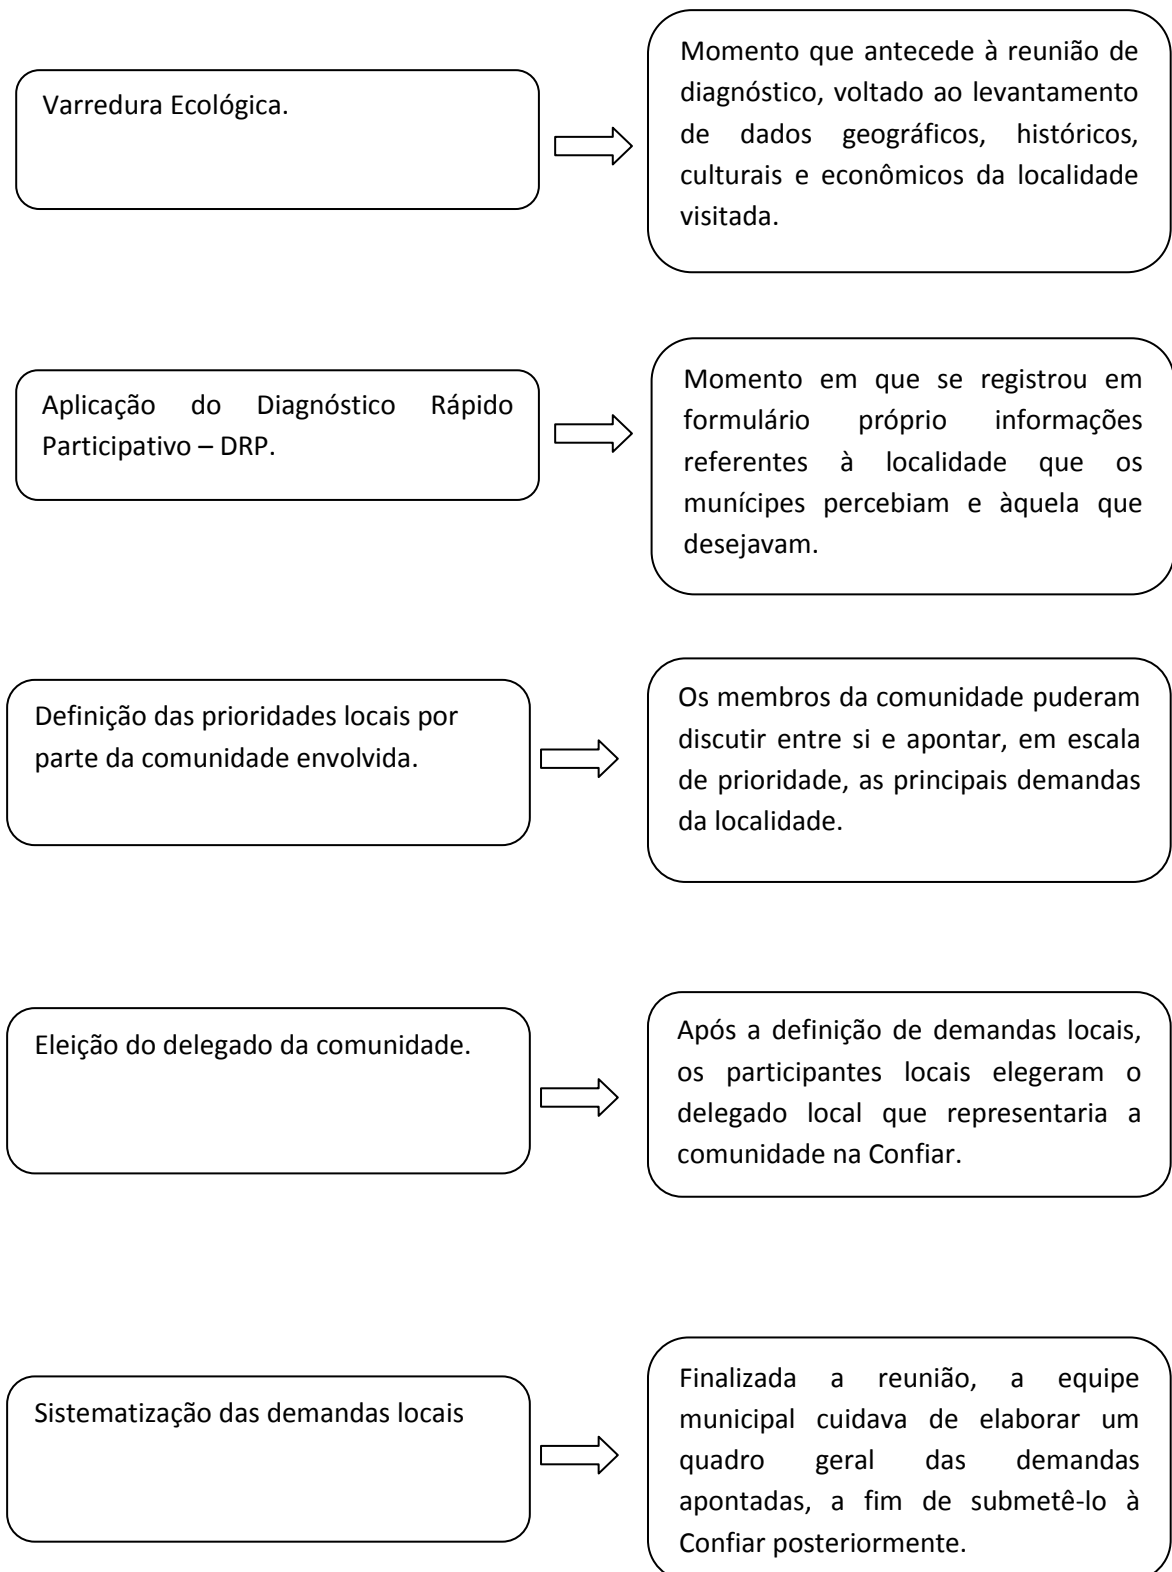 Varredura Ecológica.
Momento que antecede à reunião de
diagnóstico, voltado ao levantamento
de dados geográficos, históricos,
culturais e econômicos da localidade
visitada.
Aplicação do Diagnóstico Rápido
Participativo – DRP.
Momento em que se registrou em
formulário próprio informações
referentes à localidade que os
munícipes percebiam e àquela que
desejavam.
Definição das prioridades locais por
parte da comunidade envolvida.
Os membros da comunidade puderam
discutir entre si e apontar, em escala
de prioridade, as principais demandas
da localidade.
Eleição do delegado da comunidade.
Após a definição de demandas locais,
os participantes locais elegeram o
delegado local que representaria a
comunidade na Confiar.
Sistematização das demandas locais
Finalizada a reunião, a equipe
municipal cuidava de elaborar um
quadro geral das demandas
apontadas, a fim de submetê-lo à
Confiar posteriormente.